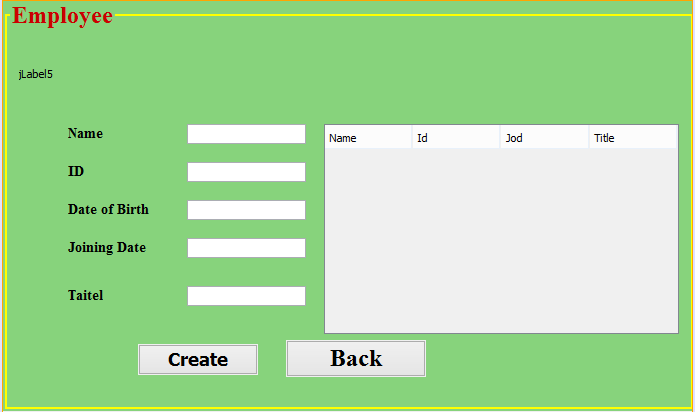 Employee
jLabel5
Name
ID
Date of Birth
Joining Date
Taitel
Name Id Jod Title
Create Back